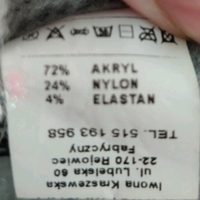 72% AKRYL
24% NYLON
4% ELASTAN
Iwona Kraszewska
ul. Lubelska 60
22-170 Rejowiec
Fabryczny
TEL. 515 193 958